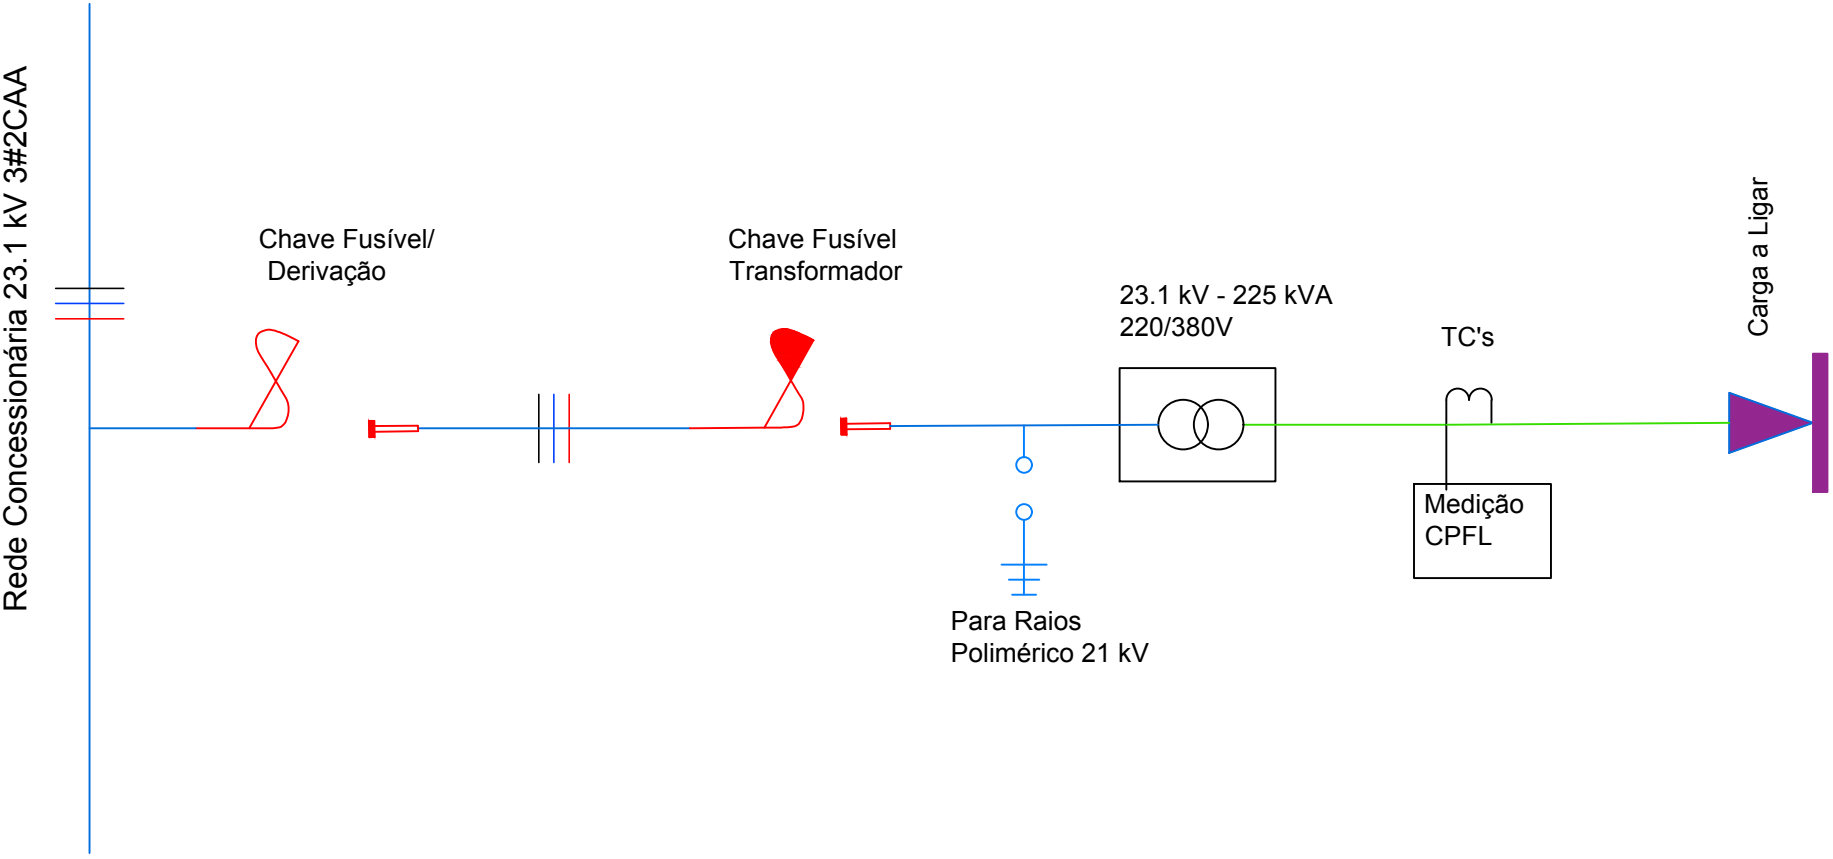 Rede Concessionária 23.1 kV 3#2CAA
Chave Fusível/
Derivação
Chave Fusível
Transformador
23.1 kV - 225 kVA
220/380V
TC's
Carga a Ligar
Medição
CPFL
Para Raios
Polimérico 21 kV